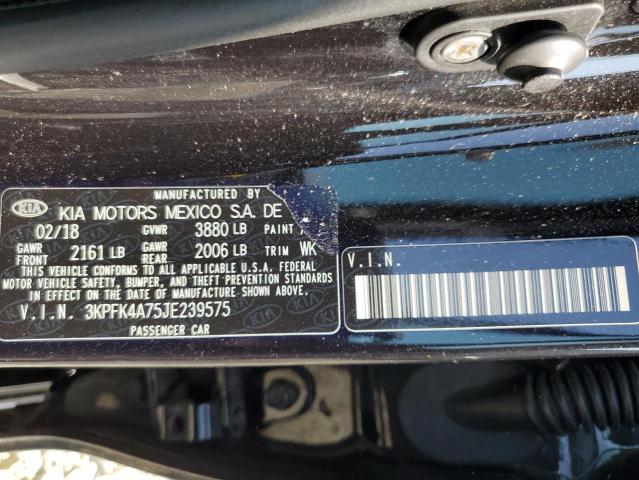 MANUFACTURED BY
KIA KIA MOTORS MEXICO S.A. DE
02/18 GVWR 3880 LB PAINT
GAWR FRONT 2161 LB GAWR REAR 2006 LB TRIM WK
THIS VEHICLE CONFORMS TO ALL APPLICABLE U.S.A. FEDERAL
MOTOR VEHICLE SAFETY, BUMPER, AND THEFT PREVENTION STANDARDS
IN EFFECT ON THE DATE OF MANUFACTURE SHOWN ABOVE.
V.I.N. 3KPFK4A75JE239575
PASSENGER CAR
V.I.N.